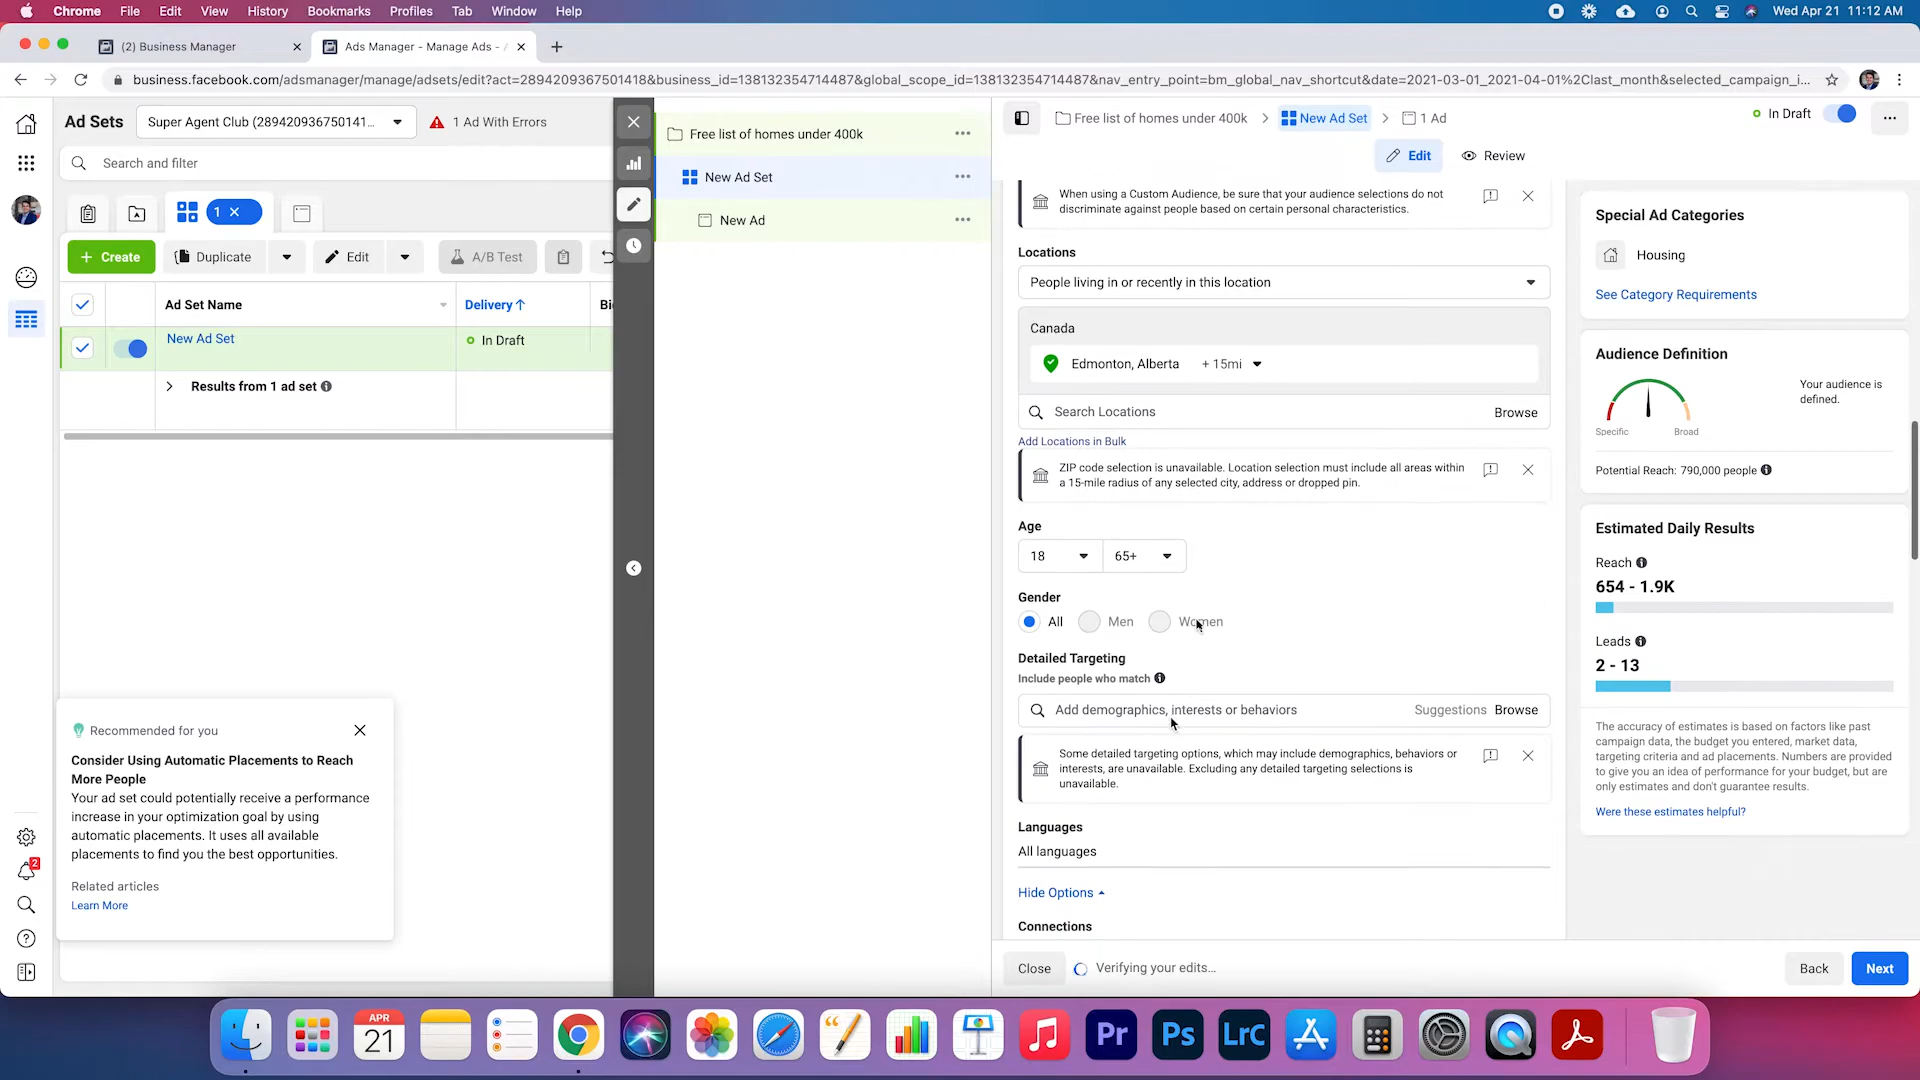 Chrome File Edit View History Bookmarks Profiles Tab Window Help Wed Apr 21 11:12 AM
(2) Business Manager
Ads Manager - Manage Ads - A
business.facebook.com/adsmanager/manage/adsets/edit?act=2894209367501418&business_id=138132354714487&global_scope_id=138132354714487&nav_entry_point=bm_global_nav_shortcut&date=2021-03-01_2021-04-01%2Clast_month&selected_campaign_i...
Ad Sets
Super Agent Club (289420936750141...
1 Ad With Errors
Search and filter
1
Create
Duplicate
Edit
A/B Test
Ad Set Name
Delivery
Bi
New Ad Set
In Draft
Results from 1 ad set
Recommended for you
Consider Using Automatic Placements to Reach
More People
Your ad set could potentially receive a performance
increase in your optimization goal by using
automatic placements. It uses all available
placements to find you the best opportunities.
Related articles
Learn More
2
Free list of homes under 400k
New Ad Set
New Ad
Free list of homes under 400k > New Ad Set > 1 Ad
In Draft
Edit
Review
When using a Custom Audience, be sure that your audience selections do not
discriminate against people based on certain personal characteristics.
Locations
People living in or recently in this location
Canada
Edmonton, Alberta + 15mi
Search Locations
Browse
Add Locations in Bulk
ZIP code selection is unavailable. Location selection must include all areas within
a 15-mile radius of any selected city, address or dropped pin.
Age
18
65+
Gender
All Men Women
Detailed Targeting
Include people who match
Add demographics, interests or behaviors
Suggestions Browse
Some detailed targeting options, which may include demographics, behaviors or
interests, are unavailable. Excluding any detailed targeting selections is
unavailable.
Languages
All languages
Hide Options
Connections
Close
Verifying your edits...
Back
Next
Special Ad Categories
Housing
See Category Requirements
Audience Definition
Your audience is
defined.
Specific
Broad
Potential Reach: 790,000 people
Estimated Daily Results
Reach
654 - 1.9K
Leads
2 - 13
The accuracy of estimates is based on factors like past
campaign data, the budget you entered, market data,
targeting criteria and ad placements. Numbers are provided
to give you an idea of performance for your budget, but are
only estimates and don't guarantee results.
Were these estimates helpful?
APR
21
Pr
Ps
LrC